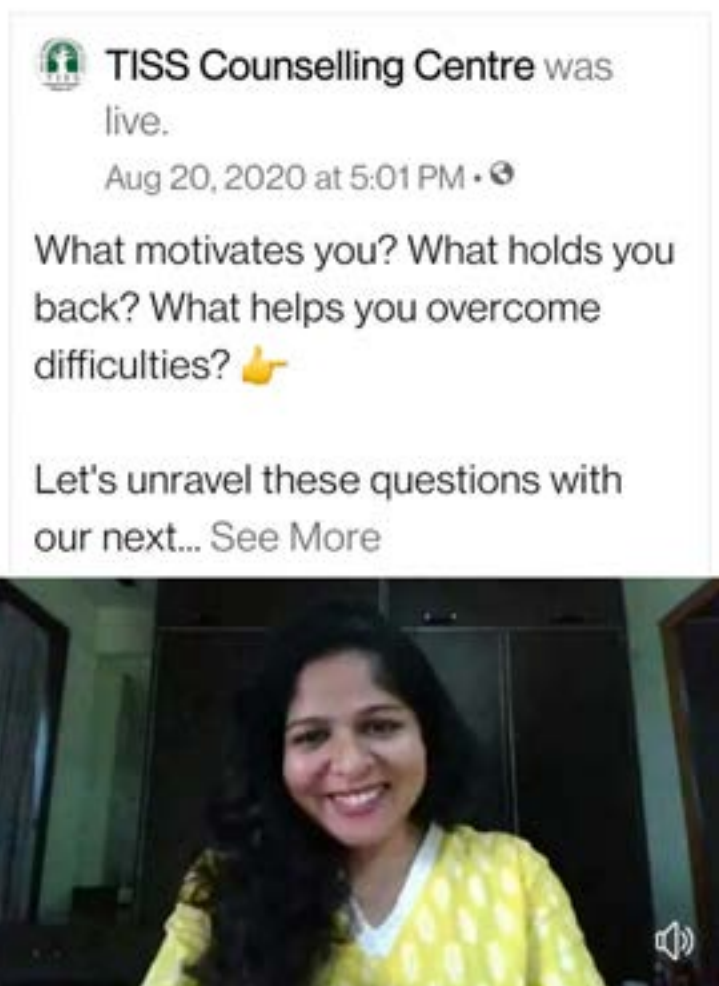 TISS Counselling Centre was
live.
Aug 20, 2020 at 5:01 PM •
What motivates you? What holds you
back? What helps you overcome
difficulties? 👉
Let's unravel these questions with
our next... See More